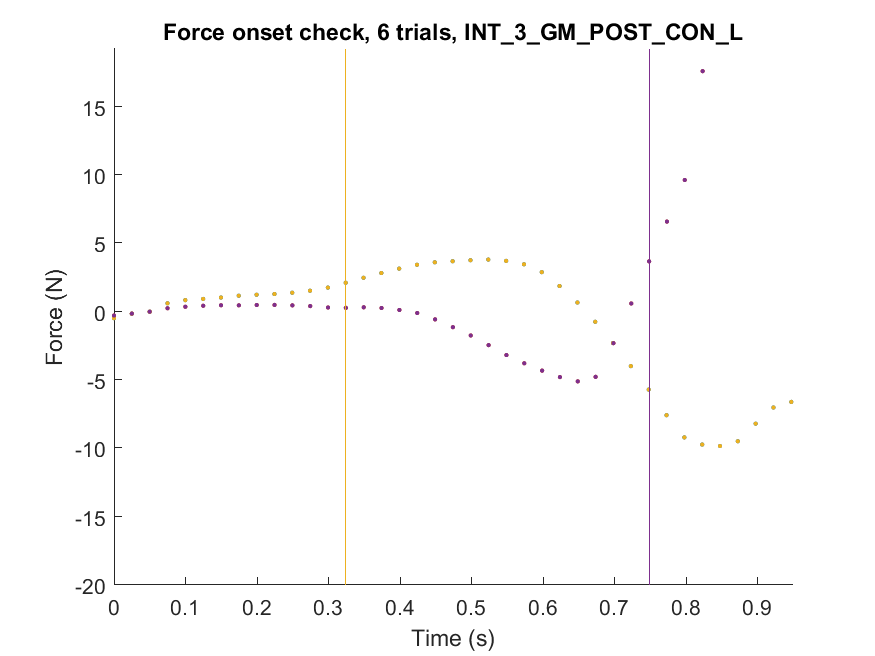 Force onset check, 6 trials, INT_3_GM_POST_CON_L
15
10
5
0
-5
-10
-15
-20
Force (N)
0 0.1 0.2 0.3 0.4 0.5 0.6 0.7 0.8 0.9
Time (s)